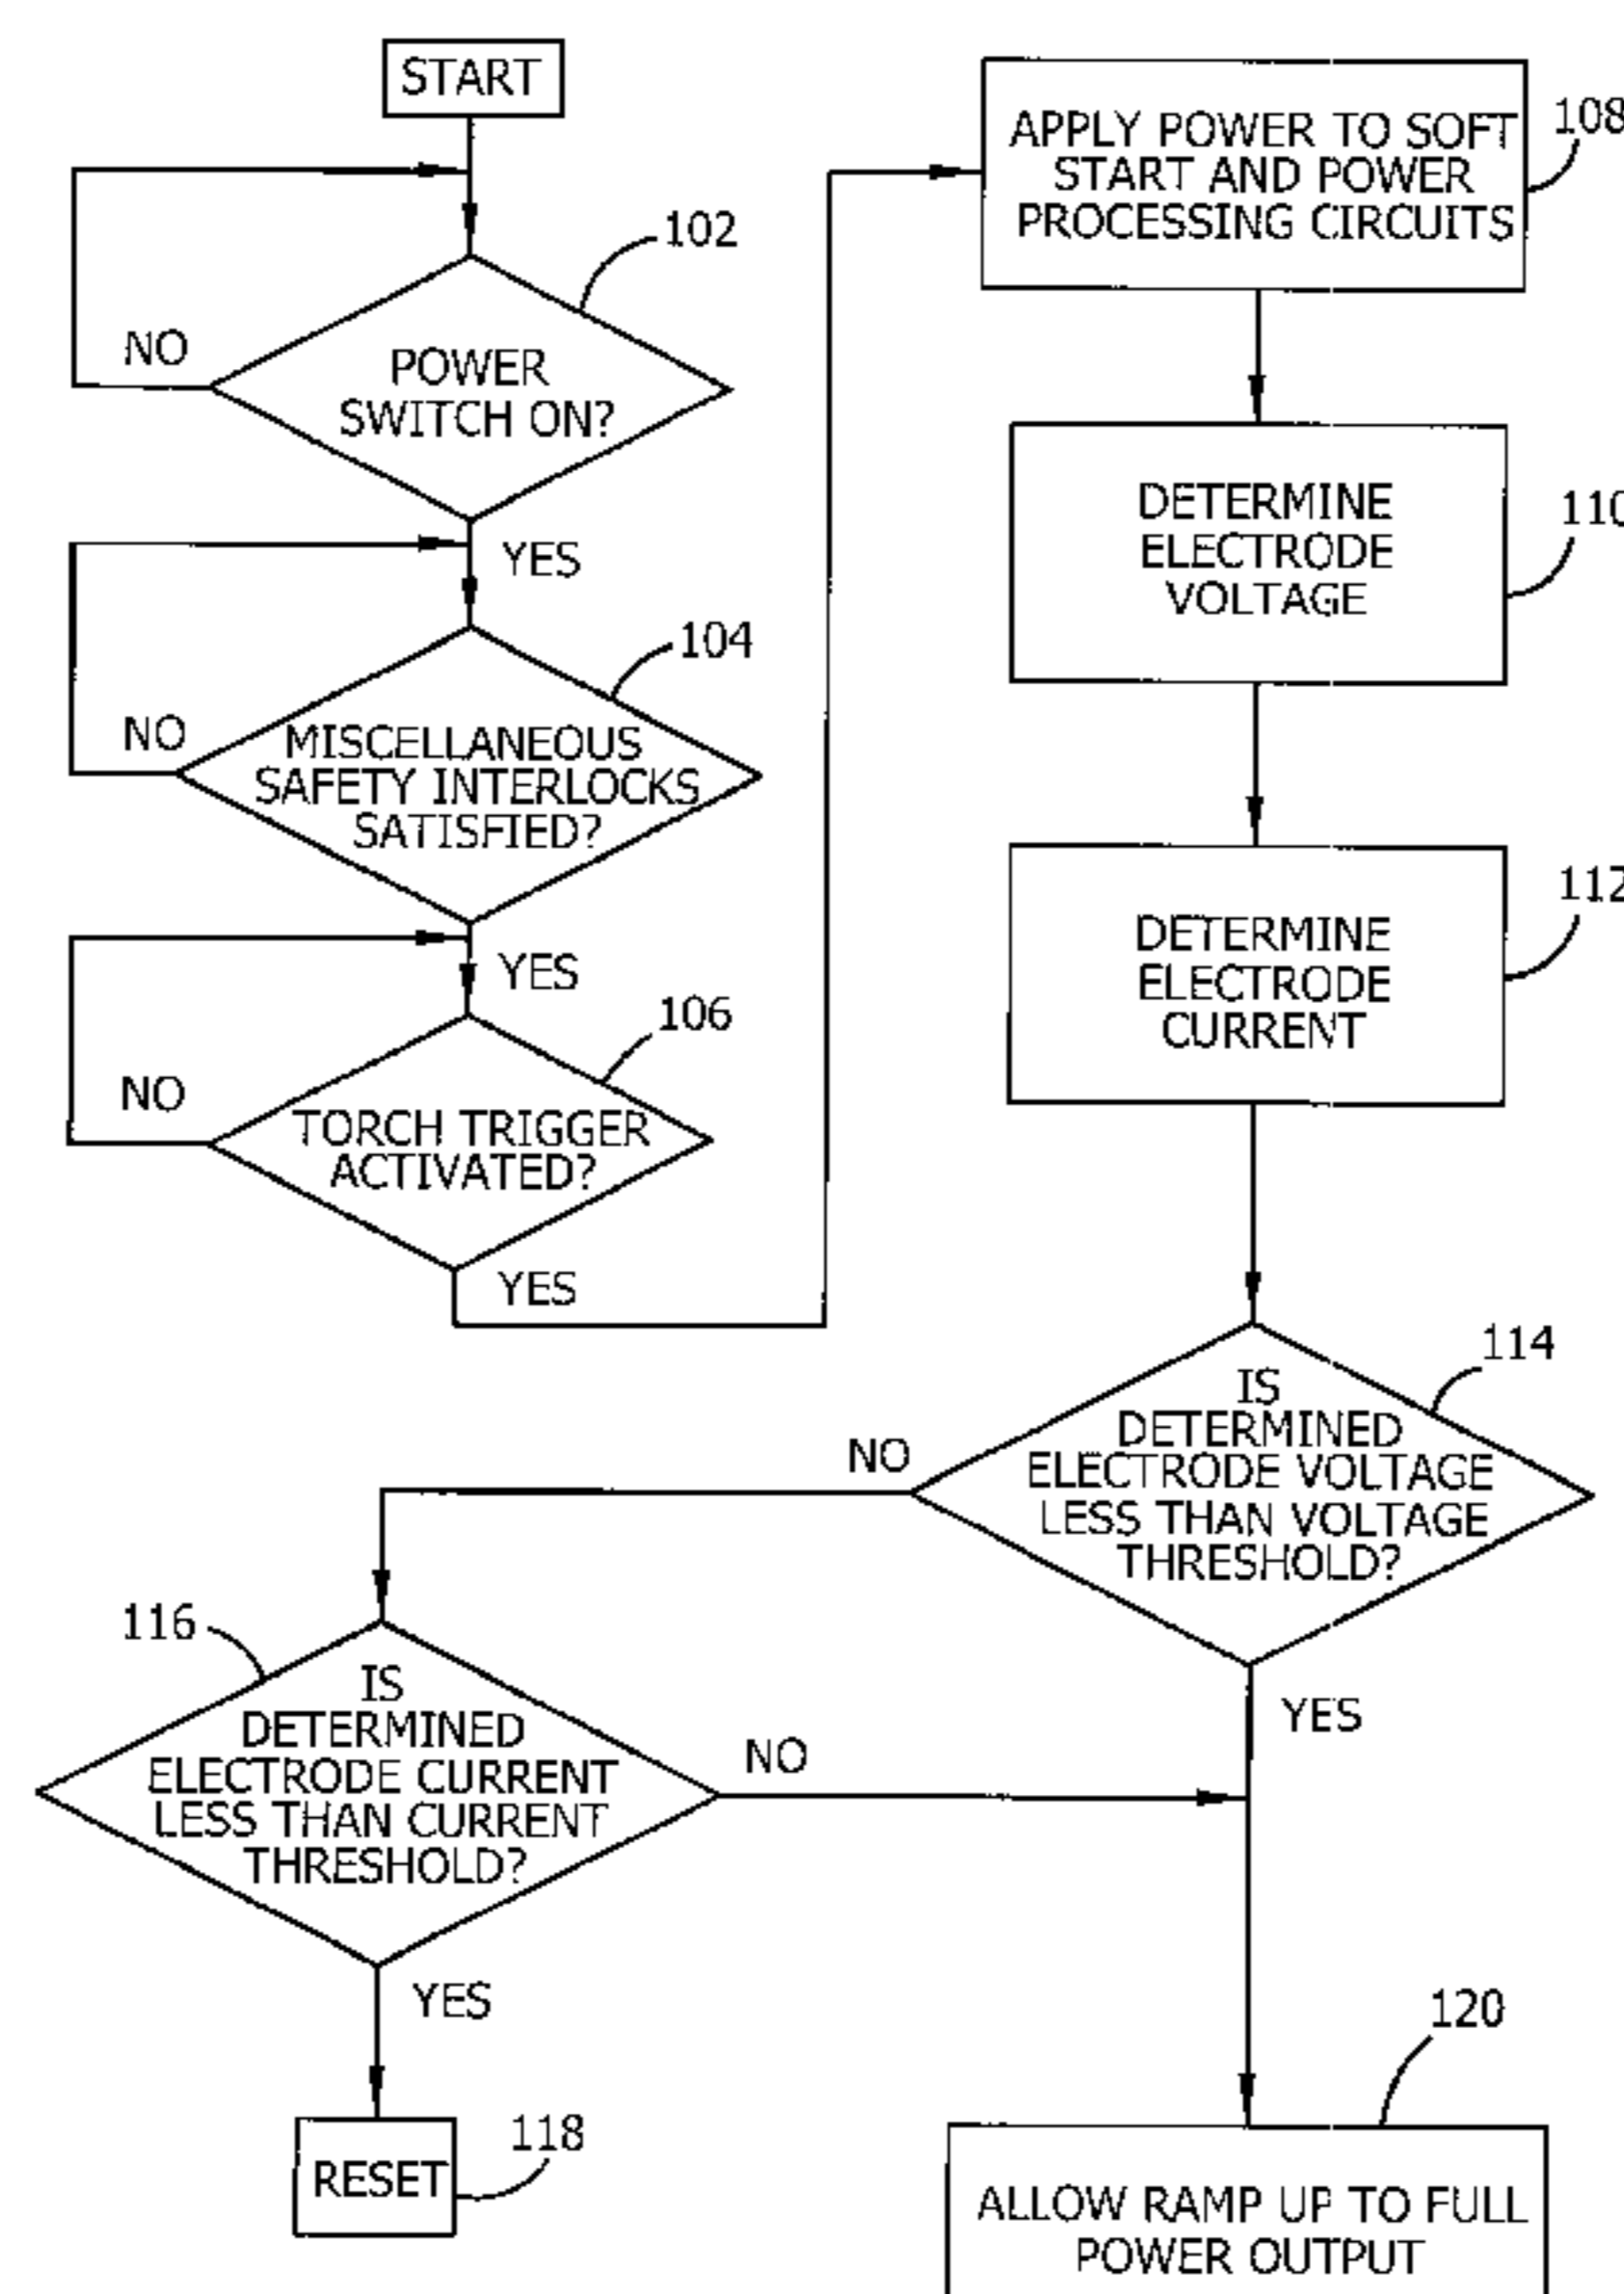 START
102
NO
POWER
SWITCH ON?
YES
104
NO
MISCELLANEOUS
SAFETY INTERLOCKS
SATISFIED?
YES
106
NO
TORCH TRIGGER
ACTIVATED?
YES
APPLY POWER TO SOFT
START AND POWER
PROCESSING CIRCUITS
108
DETERMINE
ELECTRODE
VOLTAGE
110
DETERMINE
ELECTRODE
CURRENT
112
114
IS
DETERMINED
ELECTRODE VOLTAGE
LESS THAN VOLTAGE
THRESHOLD?
NO
YES
116
IS
DETERMINED
ELECTRODE CURRENT
LESS THAN CURRENT
THRESHOLD?
NO
YES
RESET
118
120
ALLOW RAMP UP TO FULL
POWER OUTPUT